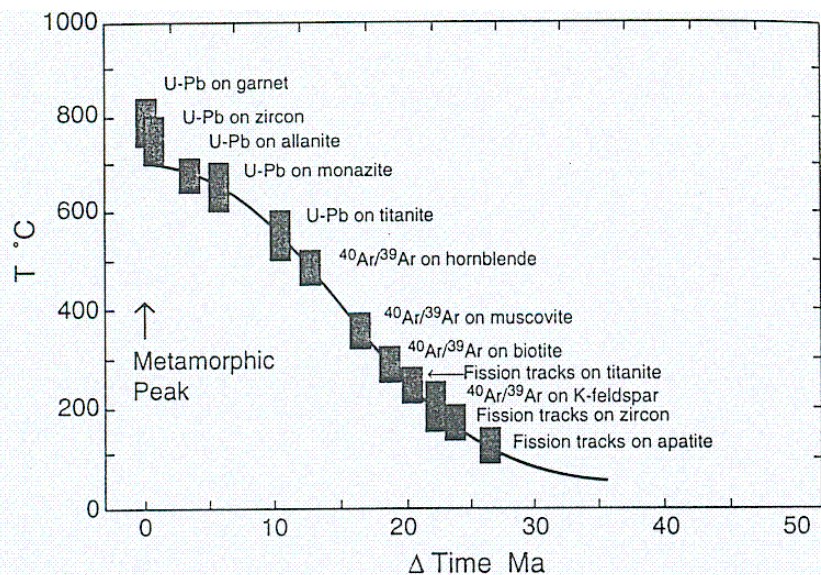 1000
U-Pb on garnet
800
U-Pb on zircon
U-Pb on allanite
U-Pb on monazite
600
U-Pb on titanite
T °C
⁴⁰Ar/³⁹Ar on hornblende
400
⁴⁰Ar/³⁹Ar on muscovite
Metamorphic
Peak
⁴⁰Ar/³⁹Ar on biotite
Fission tracks on titanite
⁴⁰Ar/³⁹Ar on K-feldspar
200
Fission tracks on zircon
Fission tracks on apatite
0
0 10 20 30 40 50
Δ Time Ma